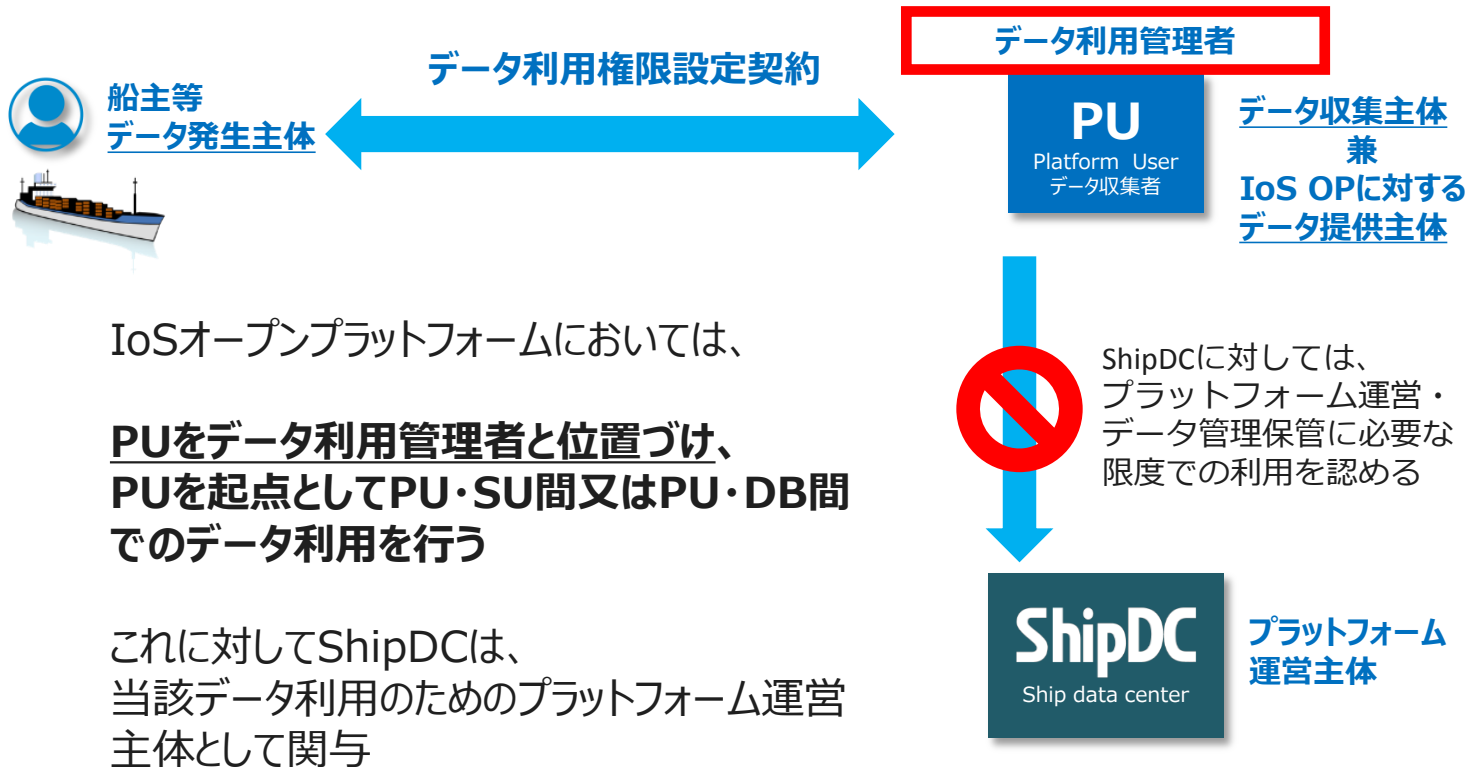 データ利用管理者
データ利用権限設定契約
船主等
データ発生主体
PU
Platform User
データ収集者
データ収集主体
兼
IoS OPに対する
データ提供主体
IoSオープンプラットフォームにおいては、
PUをデータ利用管理者と位置づけ、
PUを起点としてPU・SU間又はPU・DB間
でのデータ利用を行う
これに対してShipDCは、
当該データ利用のためのプラットフォーム運営
主体として関与
ShipDCに対しては、
プラットフォーム運営・
データ管理保管に必要な
限度での利用を認める
ShipDC
Ship data center
プラットフォーム
運営主体